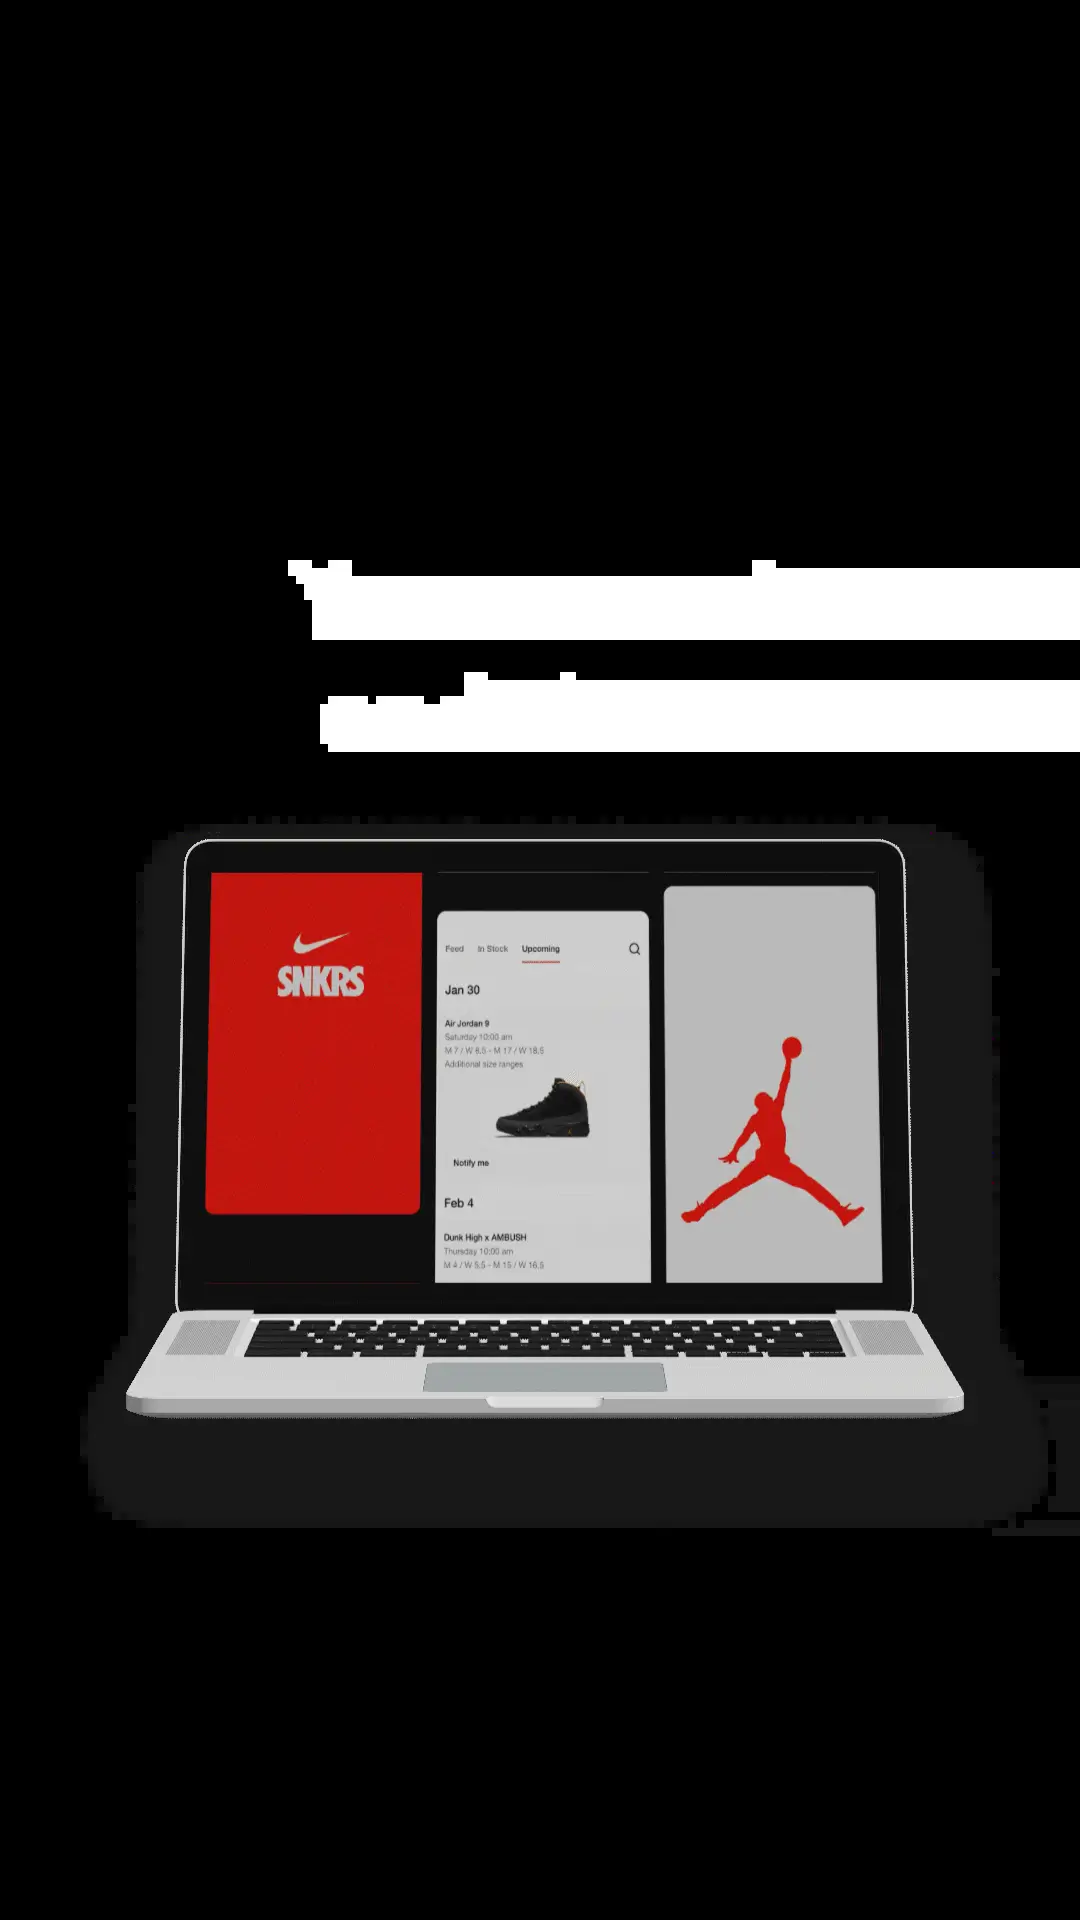 SNKRS
Feed In Stock Upcoming
Jan 30
Air Jordan 9
Saturday 10:00 am
M 7 / W 8.5 - M 17 / W 18.5
Additional size ranges
Notify me
Feb 4
Dunk High x AMBUSH
Thursday 10:00 am
M 4 / W 5.5 - M 15 / W 16.5